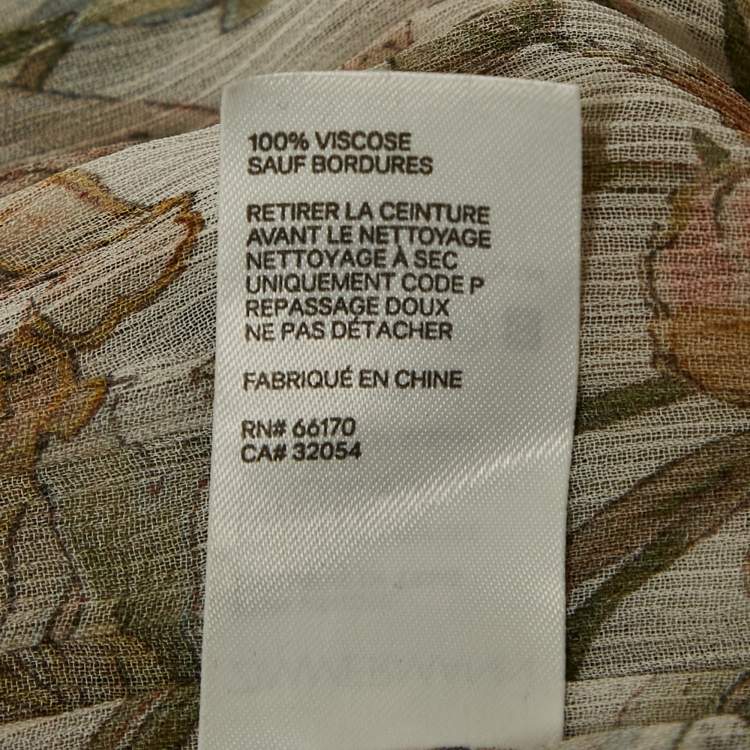 100% VISCOSE
SAUF BORDURES
RETIRER LA CEINTURE
AVANT LE NETTOYAGE
NETTOYAGE À SEC
UNIQUEMENT CODE P
REPASSAGE DOUX
NE PAS DÉTACHER
FABRIQUÉ EN CHINE
RN# 66170
CA# 32054